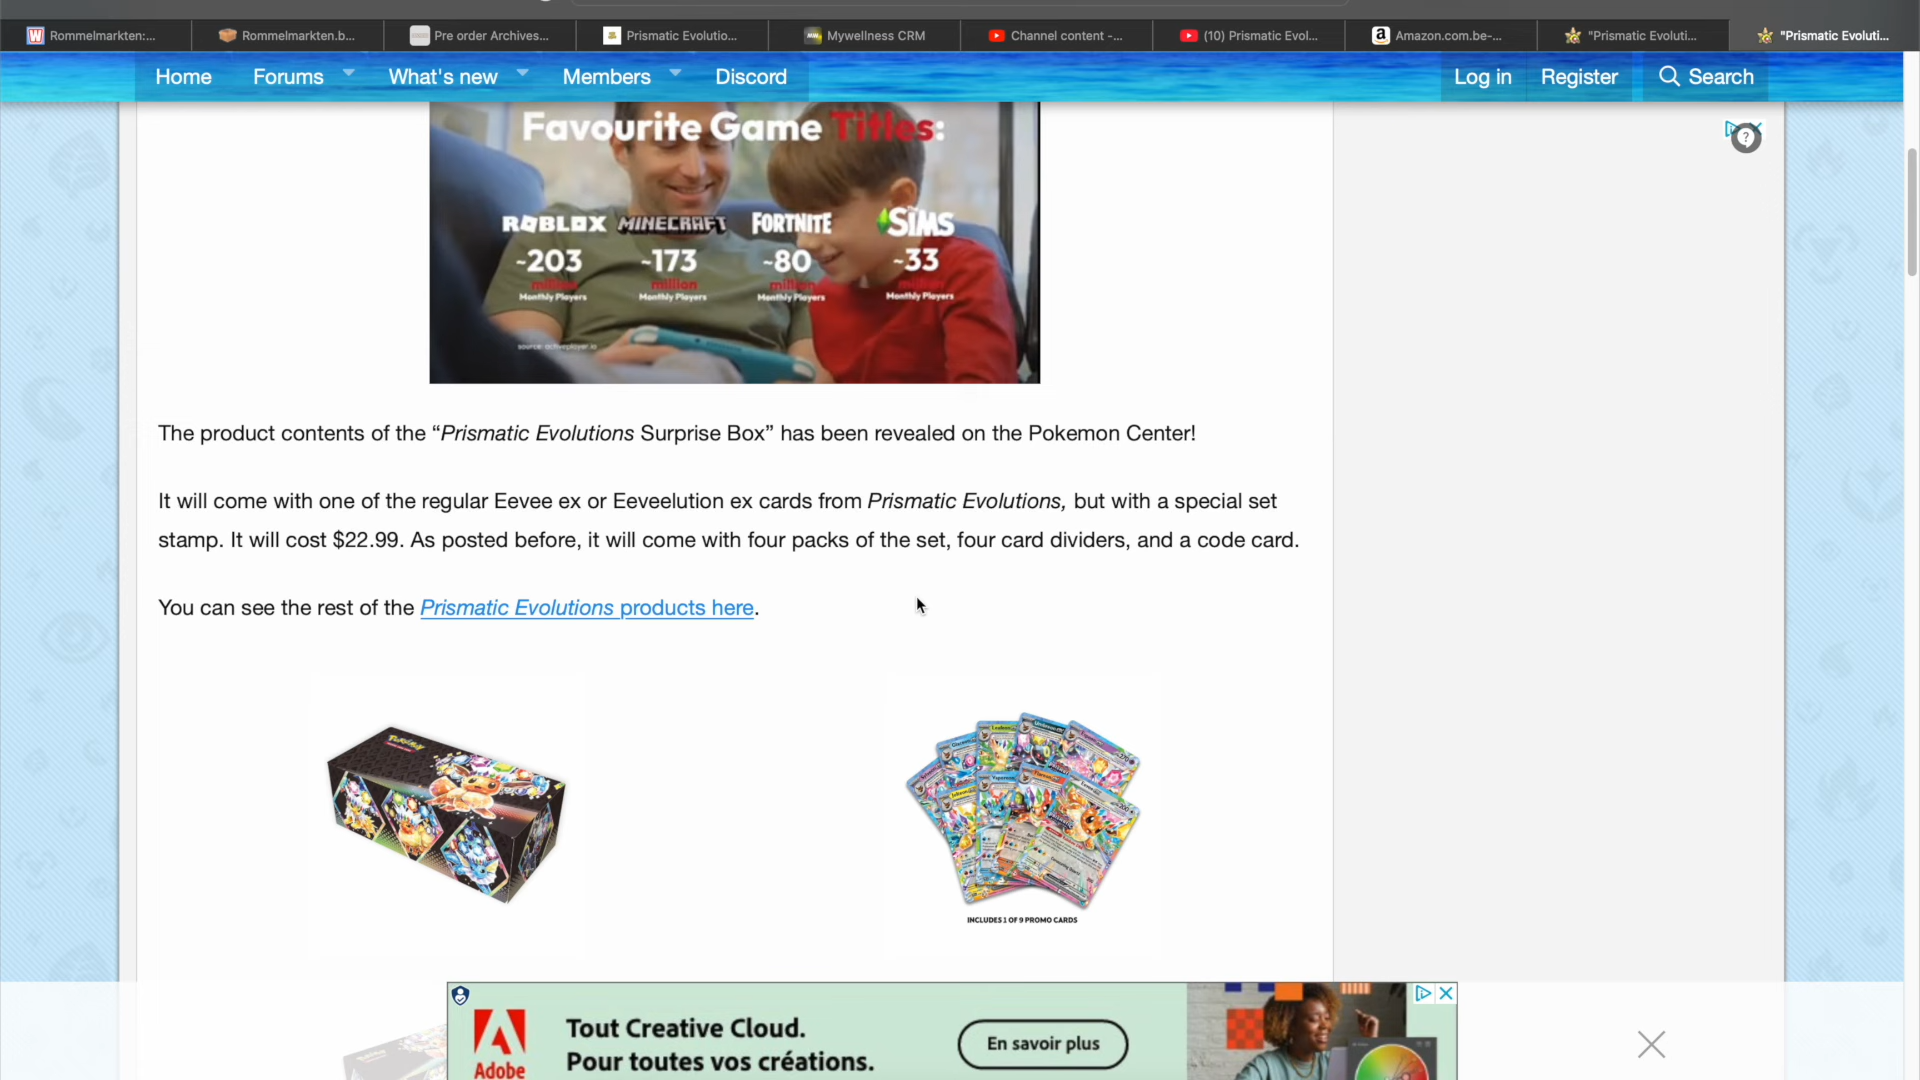 Rommelmarkten:...
Rommelmarkten.b...
Pre order Archives...
Prismatic Evolutio...
Mywellness CRM
Channel content -...
(10) Prismatic Evol...
Amazon.com.be-...
"Prismatic Evoluti...
"Prismatic Evoluti...
Home
Forums
What's new
Members
Discord
Log in
Register
Search
Favourite Game Titles:
ROBLOX MINECRAFT FORTNITE THE SIMS
~203 ~173 ~80 ~33
million million million million
Monthly Players Monthly Players Monthly Players Monthly Players
source: activeplayer.io
The product contents of the “Prismatic Evolutions Surprise Box” has been revealed on the Pokemon Center!
It will come with one of the regular Eevee ex or Eeveelution ex cards from Prismatic Evolutions, but with a special set
stamp. It will cost $22.99. As posted before, it will come with four packs of the set, four card dividers, and a code card.
You can see the rest of the Prismatic Evolutions products here.
Pokémon
INCLUDES 1 OF 9 PROMO CARDS
Adobe
Tout Creative Cloud.
Pour toutes vos créations.
En savoir plus